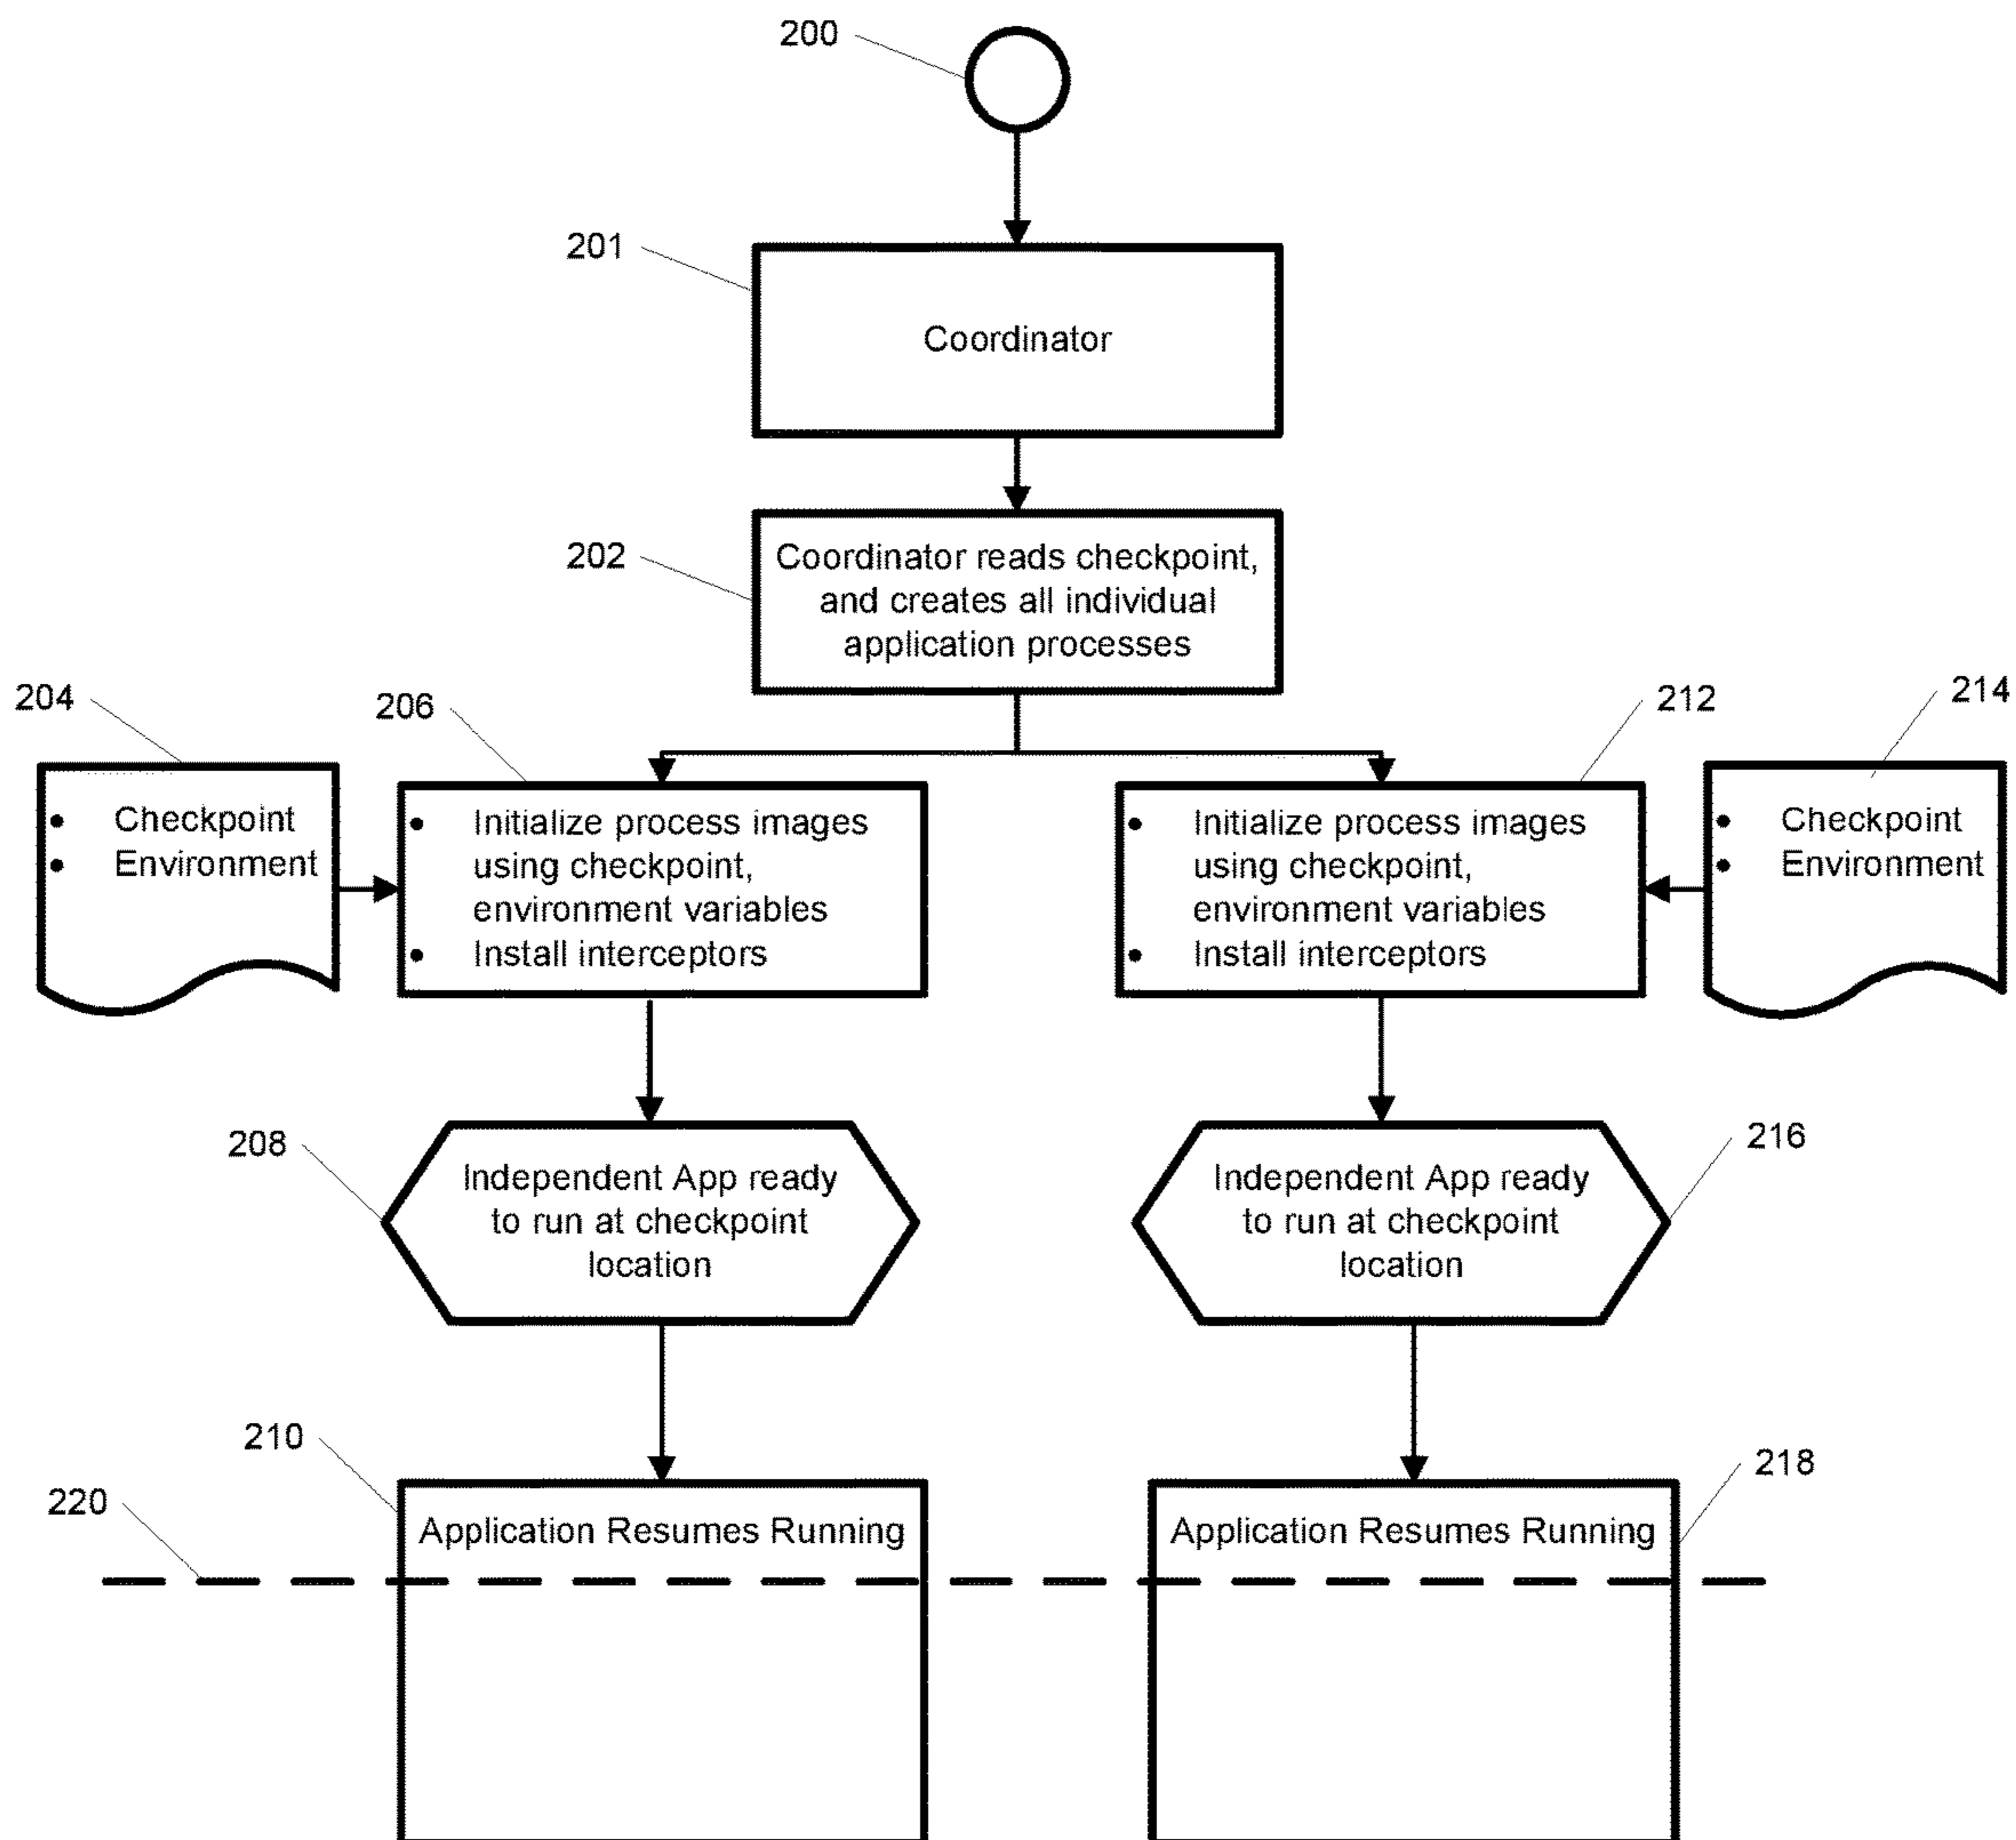 200
201
Coordinator
202
Coordinator reads checkpoint,
and creates all individual
application processes
204
206
212
214
• Checkpoint
• Environment
• Initialize process images
using checkpoint,
environment variables
• Install interceptors
• Initialize process images
using checkpoint,
environment variables
• Install interceptors
• Checkpoint
• Environment
208
Independent App ready
to run at checkpoint
location
216
Independent App ready
to run at checkpoint
location
210
Application Resumes Running
218
Application Resumes Running
220